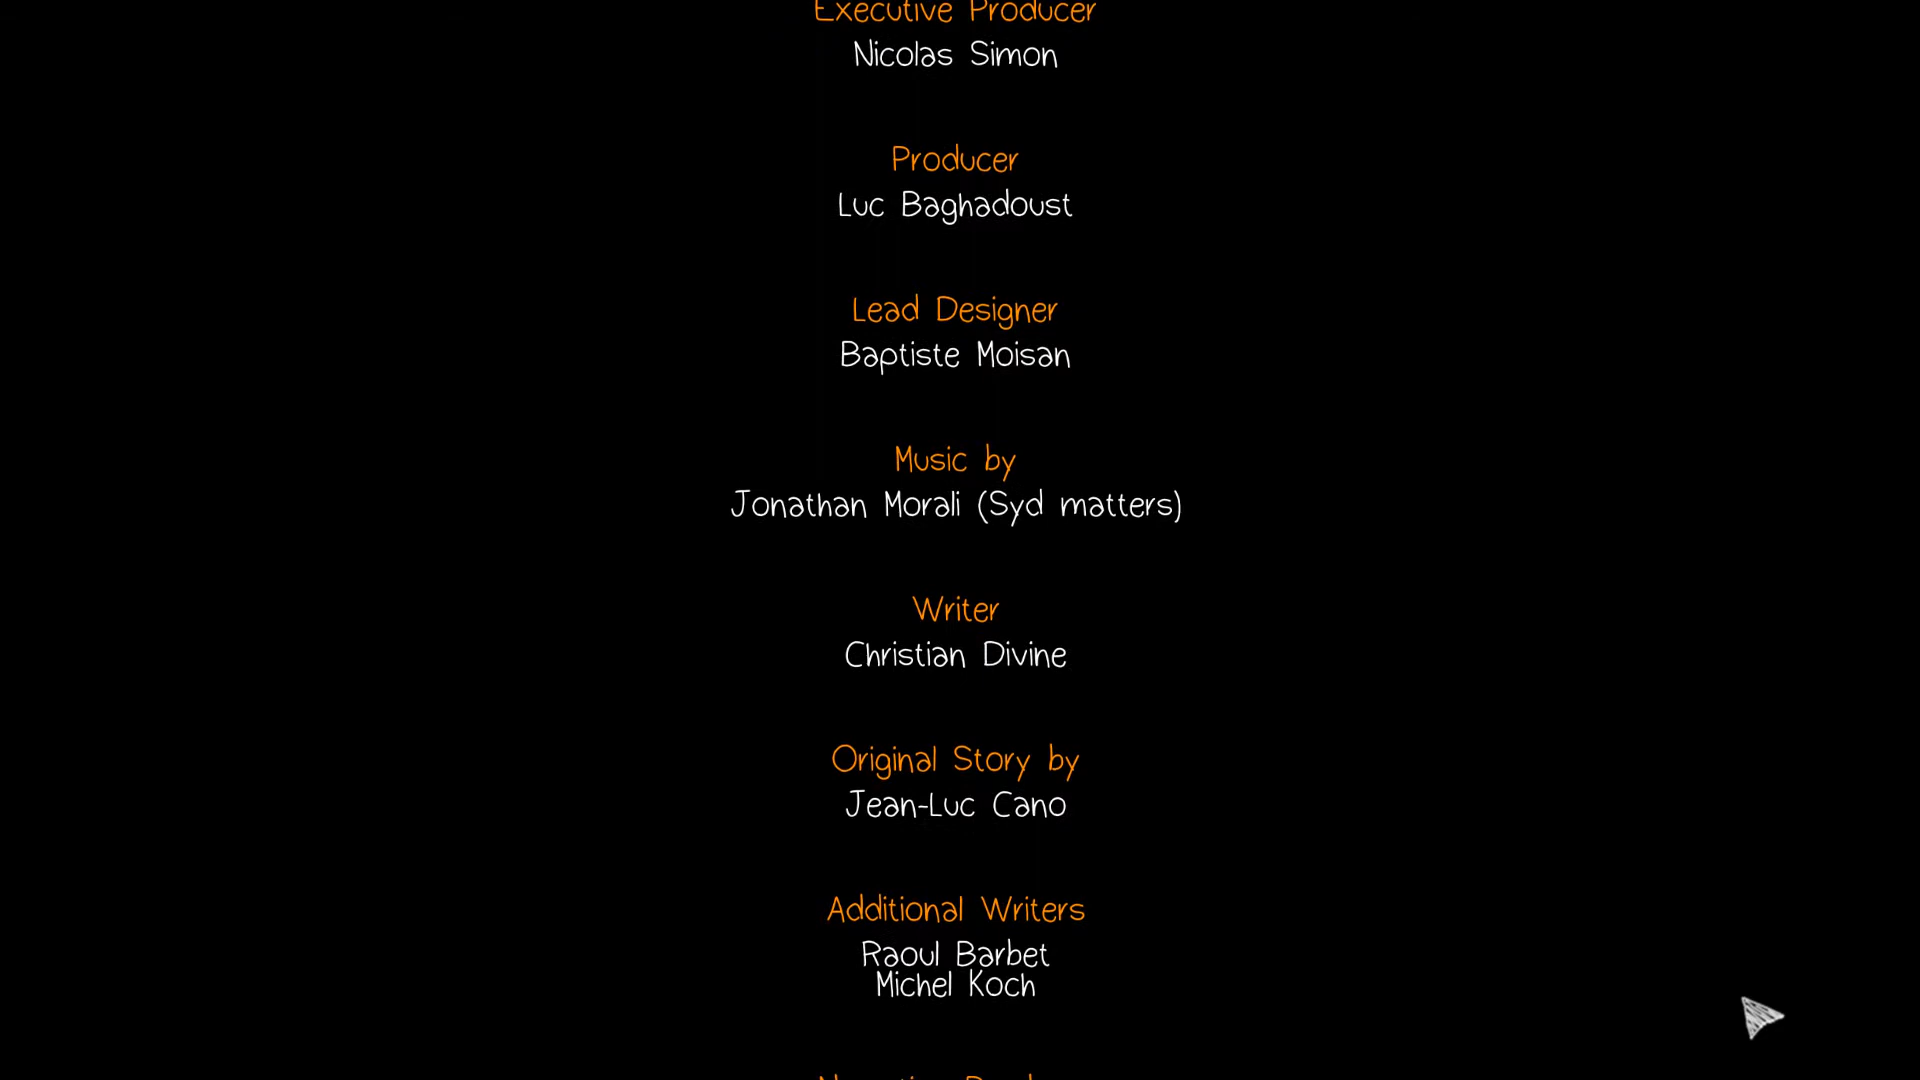 Executive Producer
Nicolas Simon
Producer
Luc Baghadoust
Lead Designer
Baptiste Moisan
Music by
Jonathan Morali (Syd matters)
Writer
Christian Divine
Original Story by
Jean-Luc Cano
Additional Writers
Raoul Barbet
Michel Koch